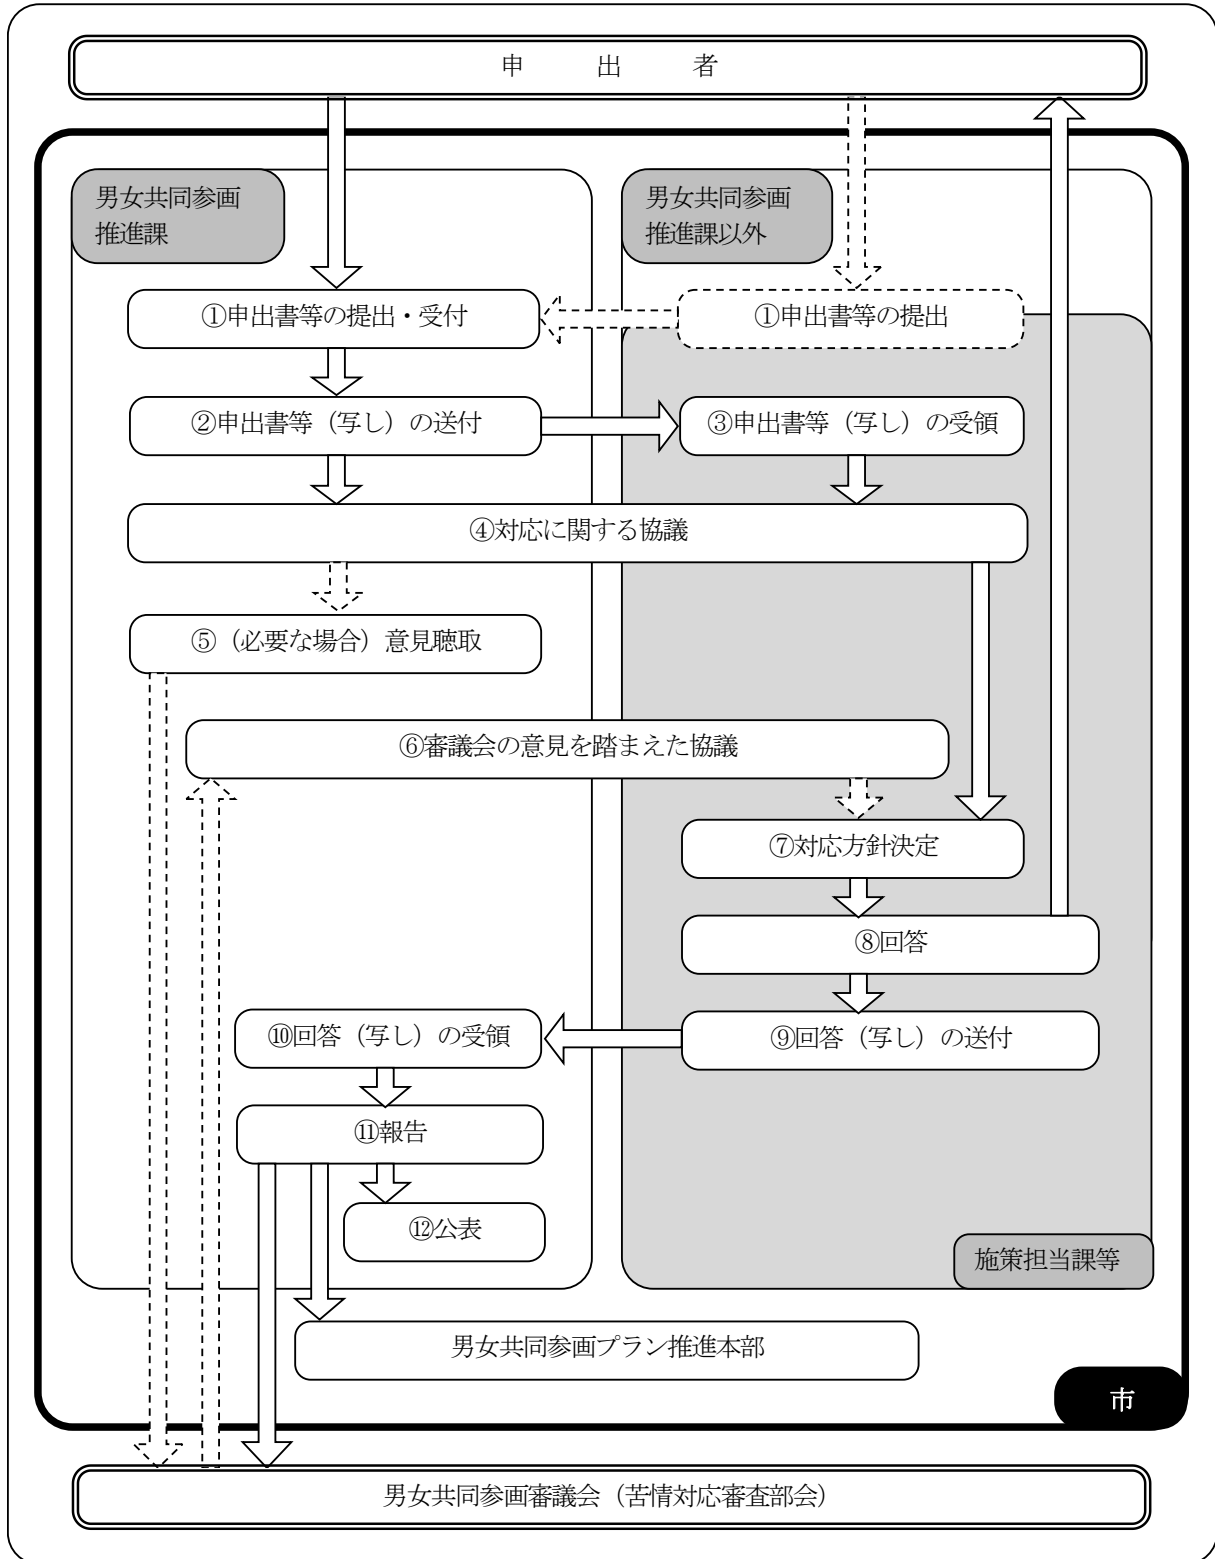 申 出 者
男女共同参画
推進課
男女共同参画
推進課以外
①申出書等の提出・受付
①申出書等の提出
②申出書等（写し）の送付
③申出書等（写し）の受領
④対応に関する協議
⑤（必要な場合）意見聴取
⑥審議会の意見を踏まえた協議
⑦対応方針決定
⑧回答
⑨回答（写し）の送付
⑩回答（写し）の受領
⑪報告
⑫公表
施策担当課等
男女共同参画プラン推進本部
市
男女共同参画審議会（苦情対応審査部会）